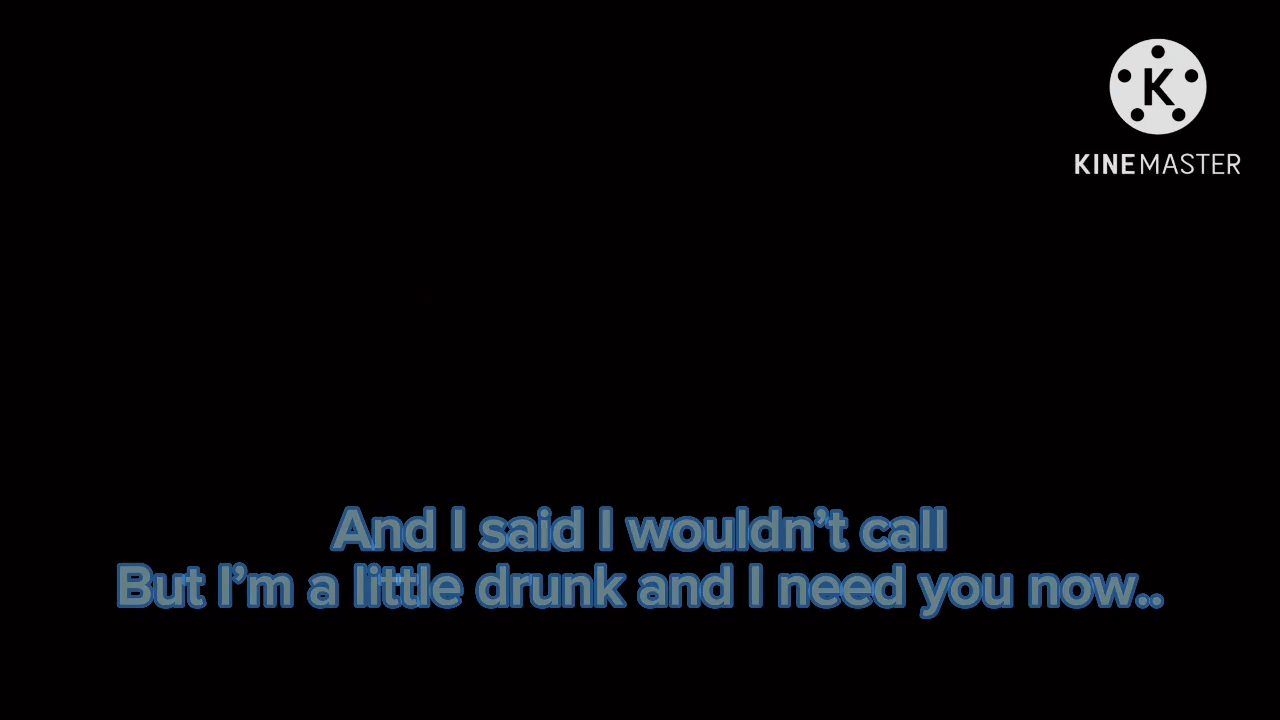 K
KINEMASTER
And I said I wouldn’t call
But I’m a little drunk and I need you now..